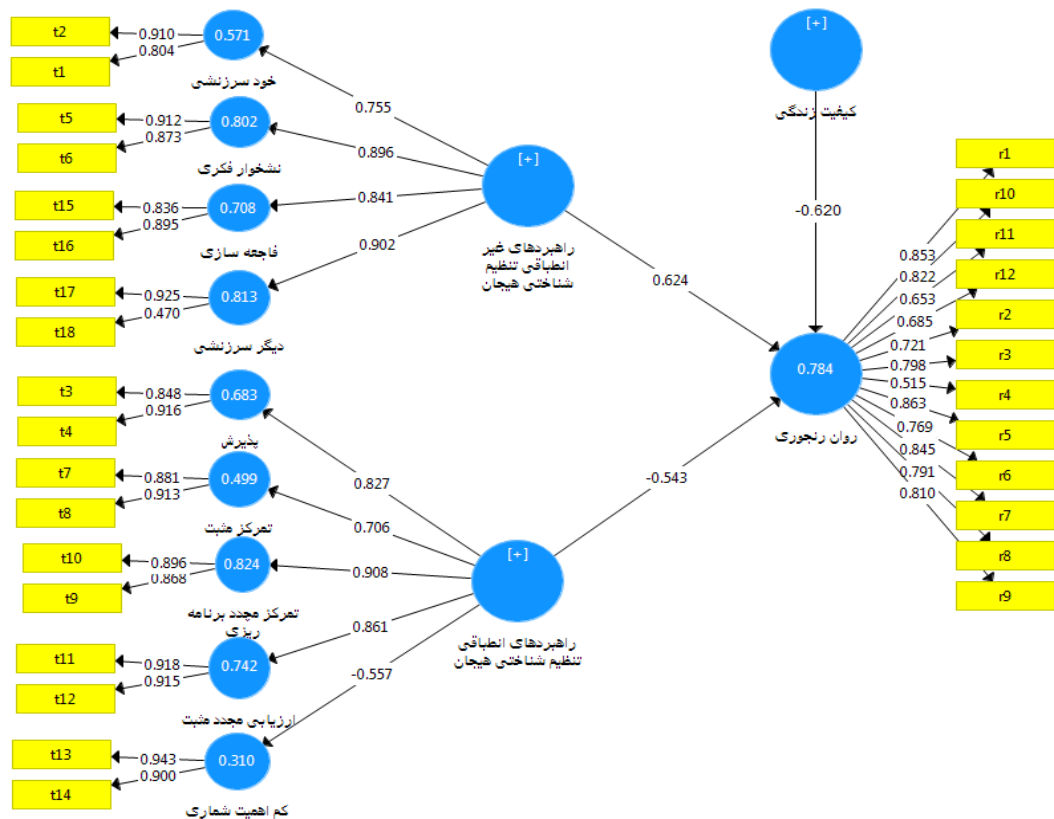 t2
0.910
0.804
t1
0.571
خود سرزنشی
t5
0.912
0.873
t6
0.802
نشخوار فکری
t15
0.836
0.895
t16
0.708
فاجعه سازی
t17
0.925
0.470
t18
0.813
دیگر سرزنشی
0.755
0.896
0.841
0.902
[+]
راهبردهای غیر
انطباقی تنظیم
شناختی هیجان
0.624
[+]
کیفیت زندگی
-0.620
t3
0.848
0.916
t4
0.683
پذیرش
t7
0.881
0.913
t8
0.499
تمرکز مثبت
t10
0.896
0.868
t9
0.824
تمرکز مجدد برنامه
ریزی
t11
0.918
0.915
t12
0.742
ارزیابی مجدد مثبت
t13
0.943
0.900
t14
0.310
کم اهمیت شماری
0.827
0.706
0.908
0.861
-0.557
[+]
راهبردهای انطباقی
تنظیم شناختی هیجان
-0.543
0.784
روان رنجوری
0.853
0.822
0.653
0.685
0.721
0.798
0.515
0.863
0.769
0.845
0.791
0.810
r1
r10
r11
r12
r2
r3
r4
r5
r6
r7
r8
r9